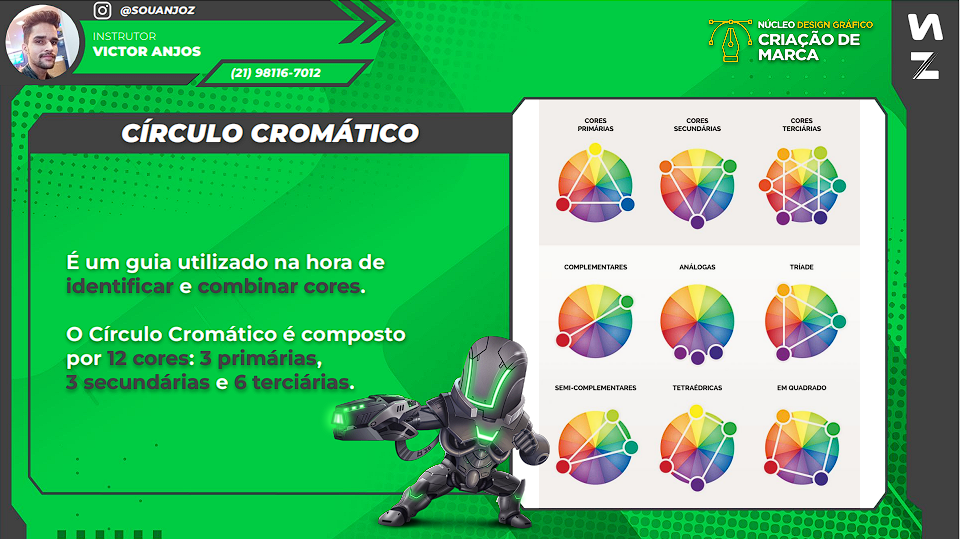 @SOUANJOZ
INSTRUTOR
VICTOR ANJOS
(21) 98116-7012
NÚCLEO DESIGN GRÁFICO
CRIAÇÃO DE
MARCA
CÍRCULO CROMÁTICO
É um guia utilizado na hora de
identificar e combinar cores.
O Círculo Cromático é composto
por 12 cores: 3 primárias,
3 secundárias e 6 terciárias.
CORES
PRIMÁRIAS
CORES
SECUNDÁRIAS
CORES
TERCIÁRIAS
COMPLEMENTARES
ANÁLOGAS
TRÍADE
SEMI-COMPLEMENTARES
TETRAÉDRICAS
EM QUADRADO